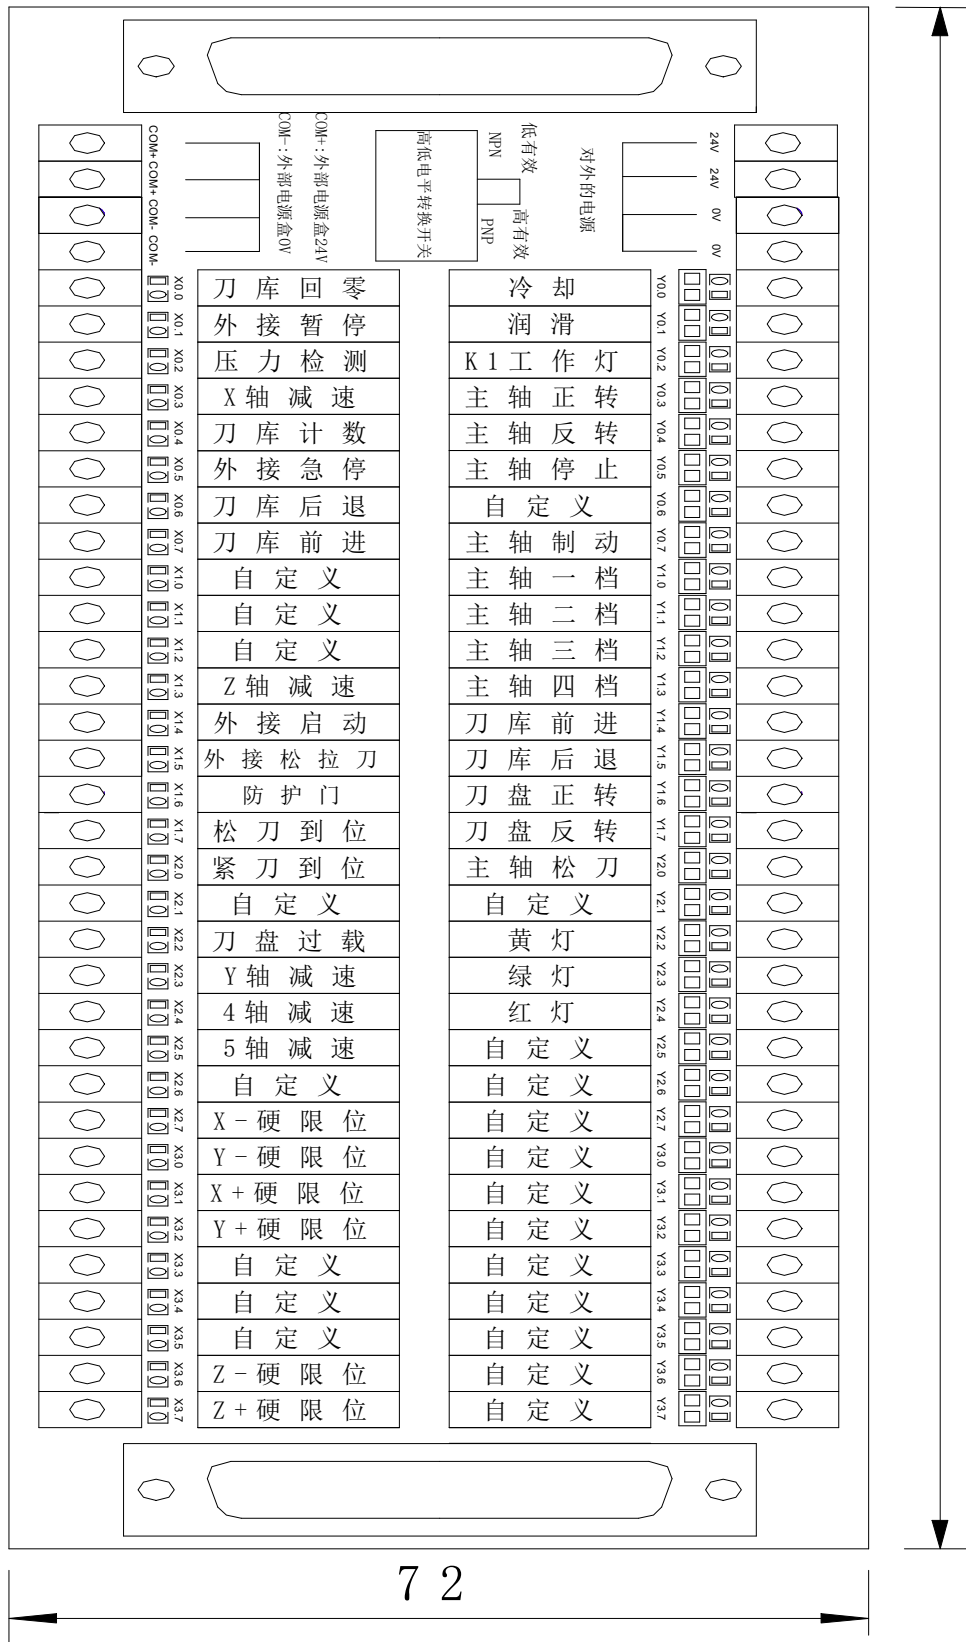 COM+ COM+ COM- COM-
COM-:外部电源盒0V
COM+:外部电源盒24V
高低电平转换开关
NPN
低有效
PNP
高有效
对外的电源
24V
24V
0V
0V
X0.0 刀库回零 冷却 Y0.0
X0.1 外接暂停 润滑 Y0.1
X0.2 压力检测 K1工作灯 Y0.2
X0.3 X轴减速 主轴正转 Y0.3
X0.4 刀库计数 主轴反转 Y0.4
X0.5 外接急停 主轴停止 Y0.5
X0.6 刀库后退 自定义 Y0.6
X0.7 刀库前进 主轴制动 Y0.7
X1.0 自定义 主轴一档 Y1.0
X1.1 自定义 主轴二档 Y1.1
X1.2 自定义 主轴三档 Y1.2
X1.3 Z轴减速 主轴四档 Y1.3
X1.4 外接启动 刀库前进 Y1.4
X1.5 外接松拉刀 刀库后退 Y1.5
X1.6 防护门 刀盘正转 Y1.6
X1.7 松刀到位 刀盘反转 Y1.7
X2.0 紧刀到位 主轴松刀 Y2.0
X2.1 自定义 自定义 Y2.1
X2.2 刀盘过载 黄灯 Y2.2
X2.3 Y轴减速 绿灯 Y2.3
X2.4 4轴减速 红灯 Y2.4
X2.5 5轴减速 自定义 Y2.5
X2.6 自定义 自定义 Y2.6
X2.7 X-硬限位 自定义 Y2.7
X3.0 Y-硬限位 自定义 Y3.0
X3.1 X+硬限位 自定义 Y3.1
X3.2 Y+硬限位 自定义 Y3.2
X3.3 自定义 自定义 Y3.3
X3.4 自定义 自定义 Y3.4
X3.5 自定义 自定义 Y3.5
X3.6 Z-硬限位 自定义 Y3.6
X3.7 Z+硬限位 自定义 Y3.7
72